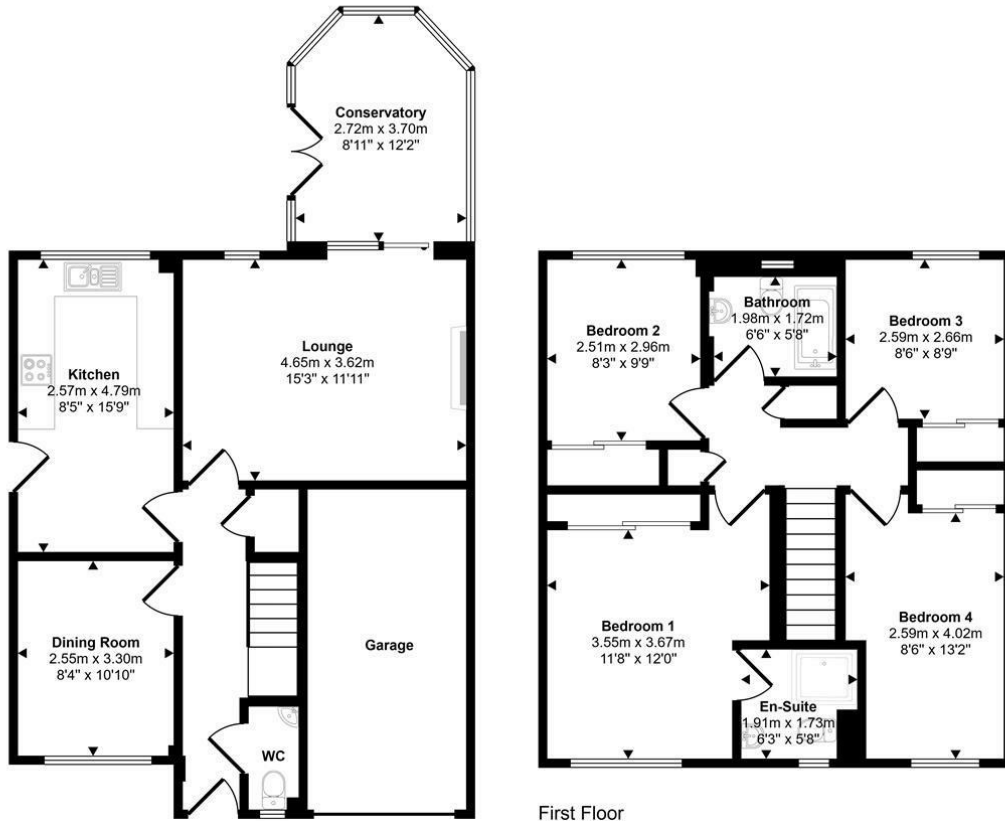 Conservatory
2.72m x 3.70m
8'11" x 12'2"
Kitchen
2.57m x 4.79m
8'5" x 15'9"
Lounge
4.65m x 3.62m
15'3" x 11'11"
Dining Room
2.55m x 3.30m
8'4" x 10'10"
WC
Garage
Bedroom 2
2.51m x 2.96m
8'3" x 9'9"
Bathroom
1.98m x 1.72m
6'6" x 5'8"
Bedroom 3
2.59m x 2.66m
8'6" x 8'9"
Bedroom 1
3.55m x 3.67m
11'8" x 12'0"
En-Suite
1.91m x 1.73m
6'3" x 5'8"
Bedroom 4
2.59m x 4.02m
8'6" x 13'2"
First Floor